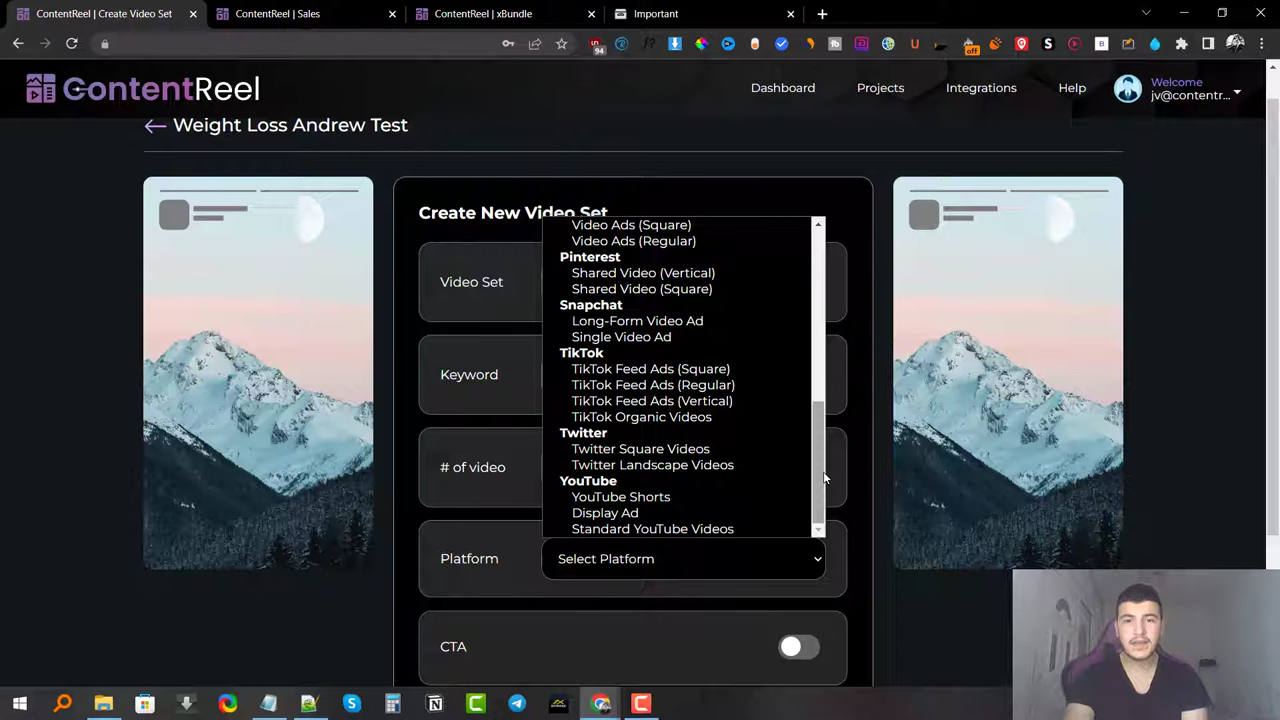 ContentReel | Create Video Set
ContentReel | Sales
ContentReel | xBundle
Important
94
f?
fb
U
off
S
B
ContentReel
Dashboard
Projects
Integrations
Help
Welcome
jv@contentr...
Weight Loss Andrew Test
Create New Video Set
Video Set
Keyword
# of video
Platform
Video Ads (Square)
Video Ads (Regular)
Pinterest
Shared Video (Vertical)
Shared Video (Square)
Snapchat
Long-Form Video Ad
Single Video Ad
TikTok
TikTok Feed Ads (Square)
TikTok Feed Ads (Regular)
TikTok Feed Ads (Vertical)
TikTok Organic Videos
Twitter
Twitter Square Videos
Twitter Landscape Videos
YouTube
YouTube Shorts
Display Ad
Standard YouTube Videos
Select Platform
CTA